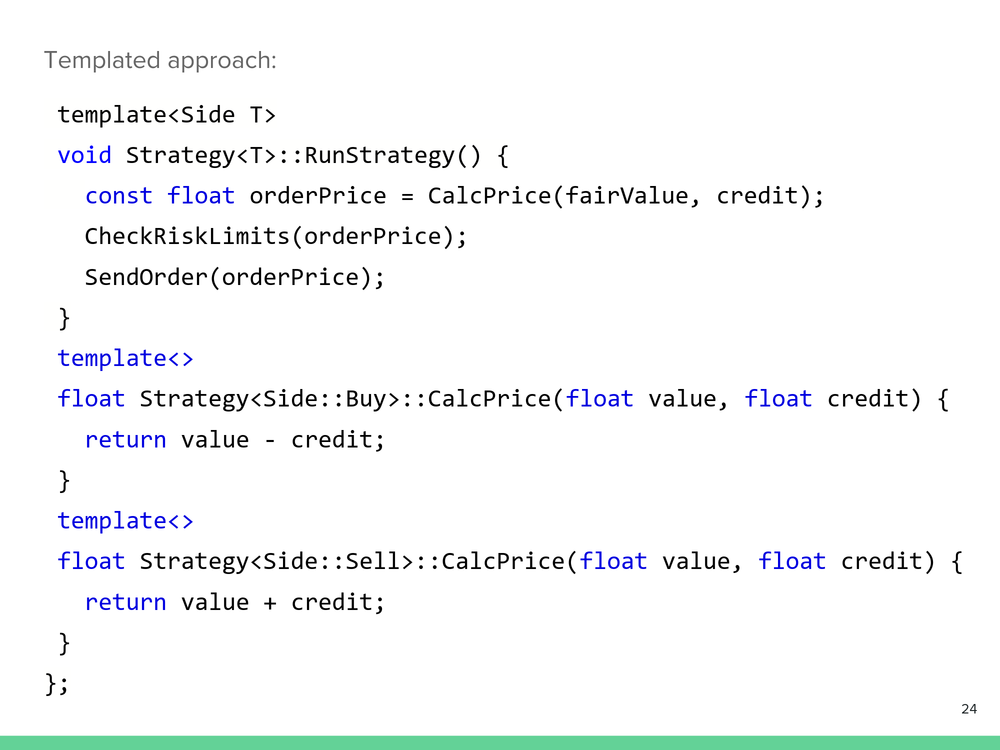 Templated approach:
template<Side T>
void Strategy<T>::RunStrategy() {
  const float orderPrice = CalcPrice(fairValue, credit);
  CheckRiskLimits(orderPrice);
  SendOrder(orderPrice);
}
template<>
float Strategy<Side::Buy>::CalcPrice(float value, float credit) {
  return value - credit;
}
template<>
float Strategy<Side::Sell>::CalcPrice(float value, float credit) {
  return value + credit;
}
};
24